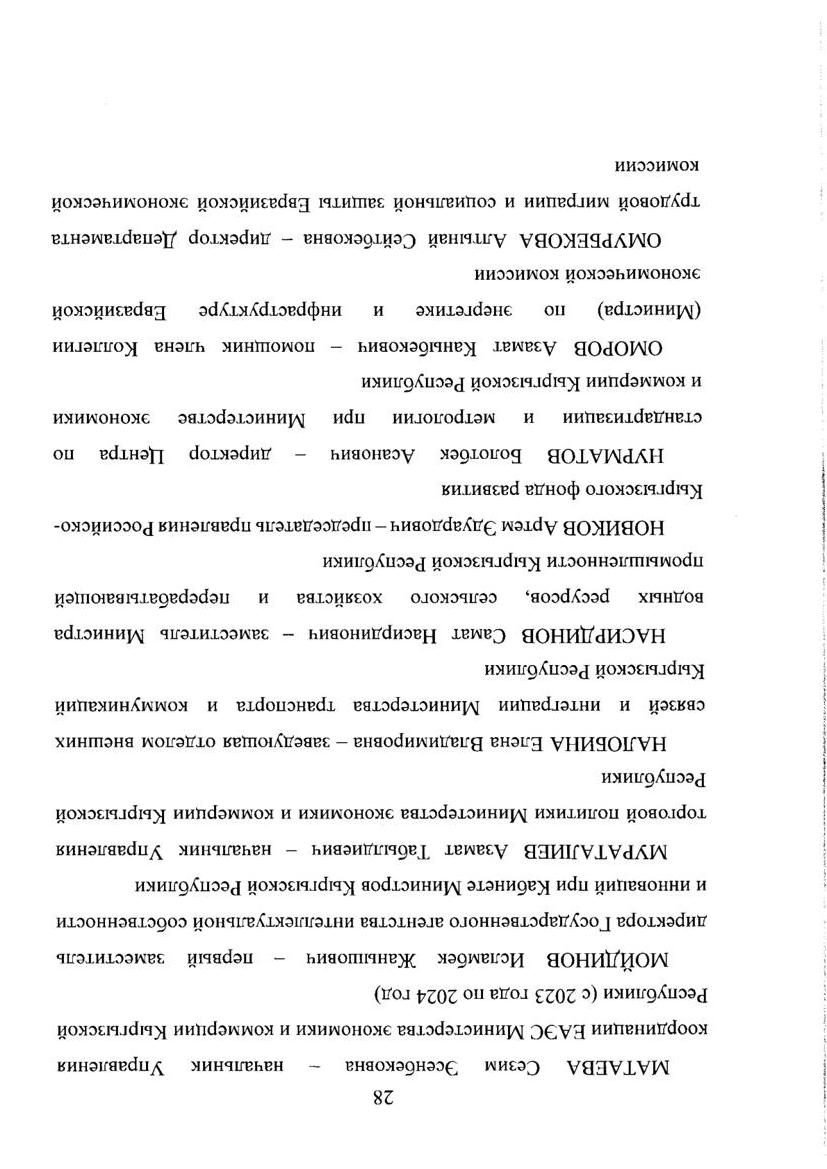 28
МАТАЕВА Сезим Эсенбековна – начальник Управления
координации ЕАЭС Министерства экономики и коммерции Кыргызской
Республики (с 2023 года по 2024 год)
МОЙДИНОВ Исламбек Жанышович – первый заместитель
директора Государственного агентства интеллектуальной собственности
и инноваций при Кабинете Министров Кыргызской Республики
МУРАТАЛИЕВ Азамат Табылдиевич – начальник Управления
торговой политики Министерства экономики и коммерции Кыргызской
Республики
НАЛОБИНА Елена Владимировна – заведующая отделом внешних
связей и интеграции Министерства транспорта и коммуникаций
Кыргызской Республики
НАСИРДИНОВ Самат Насирдинович – заместитель Министра
водных ресурсов, сельского хозяйства и перерабатывающей
промышленности Кыргызской Республики
НОВИКОВ Артем Эдуардович – председатель правления Российско-
Кыргызского фонда развития
НУРМАТОВ Болотбек Асанович – директор Центра по
стандартизации и метрологии при Министерстве экономики
и коммерции Кыргызской Республики
ОМОРОВ Азамат Каныбекович – помощник члена Коллегии
(Министра) по энергетике и инфраструктуре Евразийской
экономической комиссии
ОМУРБЕКОВА Алтынай Сейтбековна – директор Департамента
трудовой миграции и социальной защиты Евразийской экономической
комиссии